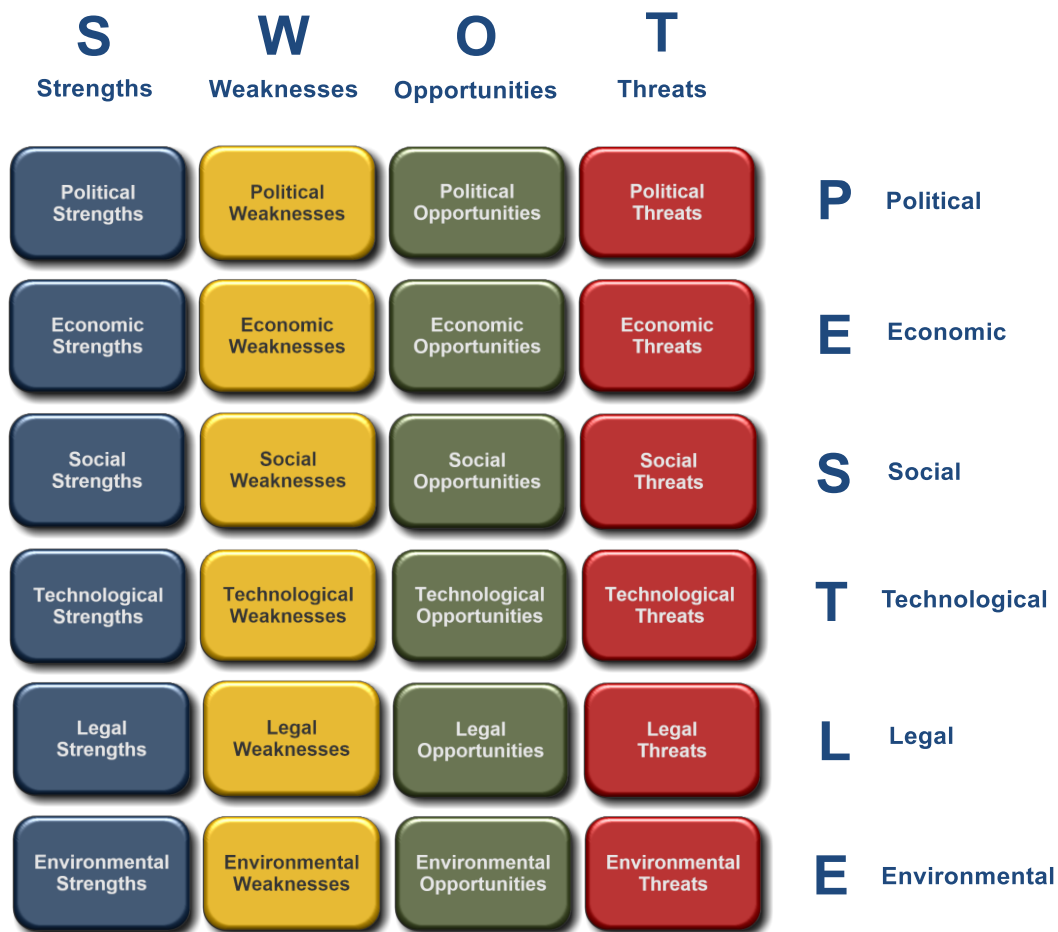 S W O T
Strengths Weaknesses Opportunities Threats
Political Political Political Political P Political
Strengths Weaknesses Opportunities Threats
Economic Economic Economic Economic E Economic
Strengths Weaknesses Opportunities Threats
Social Social Social Social S Social
Strengths Weaknesses Opportunities Threats
Technological Technological Technological Technological T Technological
Strengths Weaknesses Opportunities Threats
Legal Legal Legal Legal L Legal
Strengths Weaknesses Opportunities Threats
Environmental Environmental Environmental Environmental E Environmental
Strengths Weaknesses Opportunities Threats